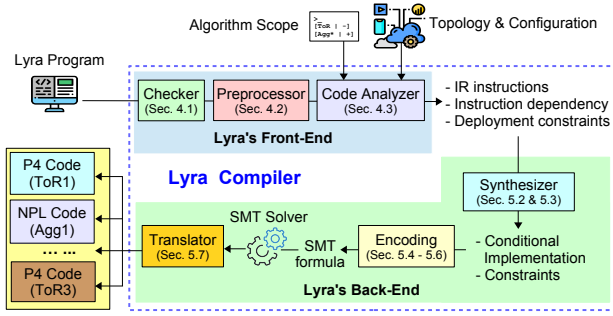 Algorithm Scope
>_
[ToR | -]
[Agg* | +]
Topology & Configuration
Lyra Program
Checker
(Sec. 4.1)
Preprocessor
(Sec. 4.2)
Code Analyzer
(Sec. 4.3)
Lyra's Front-End
- IR instructions
- Instruction dependency
- Deployment constraints
Lyra Compiler
P4 Code
(ToR1)
NPL Code
(Agg1)
... ...
P4 Code
(ToR3)
Translator
(Sec. 5.7)
SMT Solver
SMT
formula
Encoding
(Sec. 5.4 - 5.6)
Synthesizer
(Sec. 5.2 & 5.3)
- Conditional
Implementation
- Constraints
Lyra's Back-End